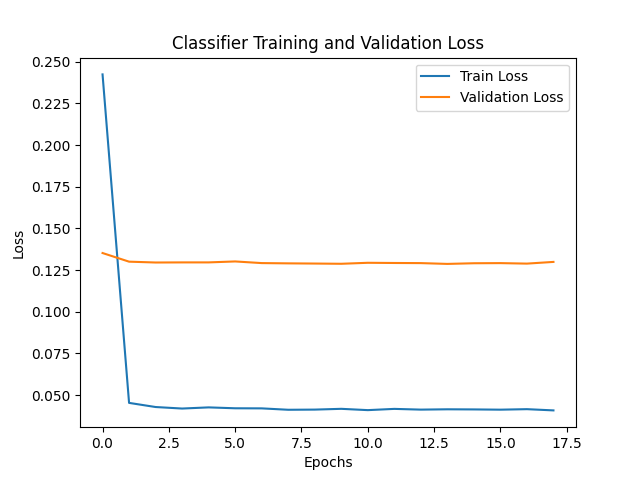 Classifier Training and Validation Loss
Train Loss
Validation Loss
0.250
0.225
0.200
0.175
0.150
0.125
0.100
0.075
0.050
Loss
0.0 2.5 5.0 7.5 10.0 12.5 15.0 17.5
Epochs